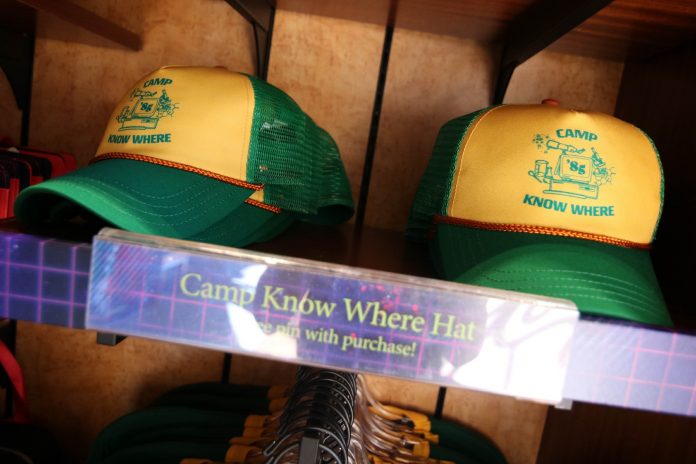 CAMP
'85
KNOW WHERE
CAMP
'85
KNOW WHERE
Camp Know Where Hat
pin with purchase!